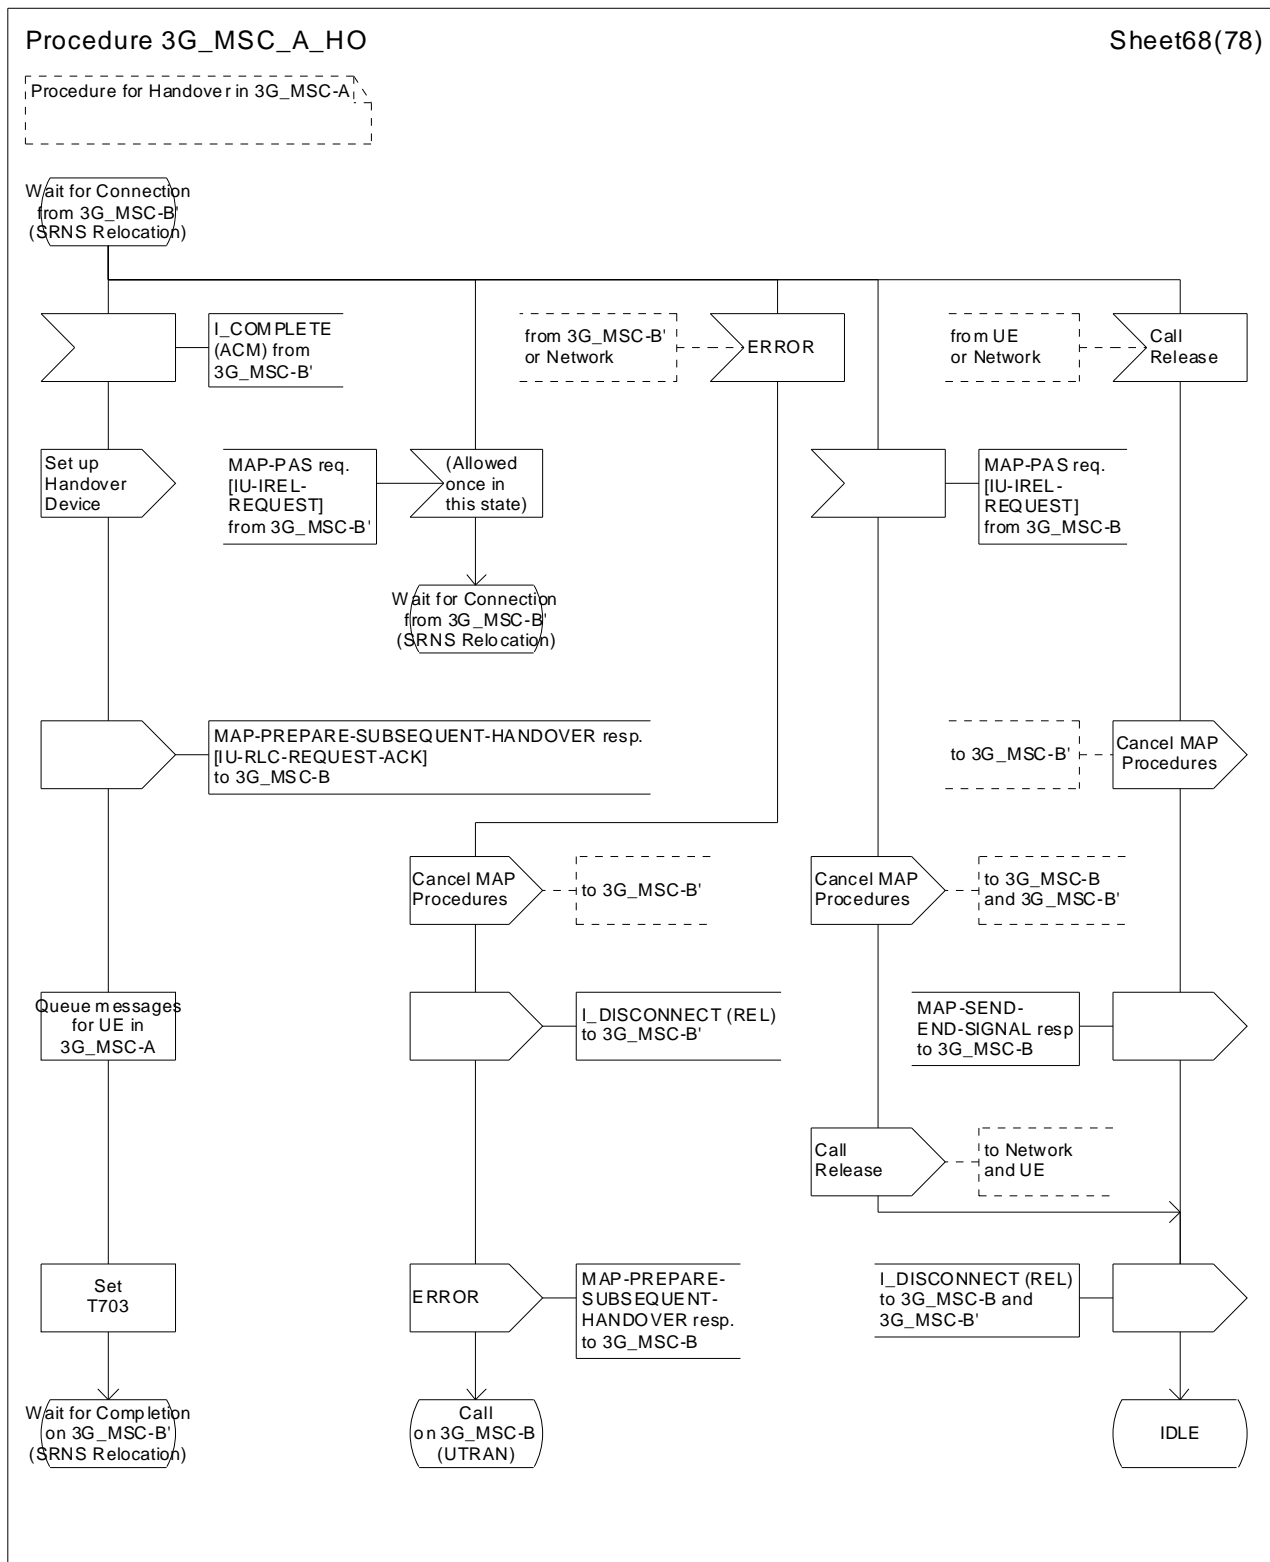 Procedure 3G_MSC_A_HO
Sheet68(78)
Procedure for Handover in 3G_MSC-A
Wait for Connection
from 3G_MSC-B'
(SRNS Relocation)
I_COMPLETE
(ACM) from
3G_MSC-B'
from 3G_MSC-B'
or Network
ERROR
from UE
or Network
Call
Release
Set up
Handover
Device
MAP-PAS req.
[IU-IREL-
REQUEST]
from 3G_MSC-B'
(Allowed
once in
this state)
MAP-PAS req.
[IU-IREL-
REQUEST]
from 3G_MSC-B
Wait for Connection
from 3G_MSC-B'
(SRNS Relocation)
MAP-PREPARE-SUBSEQUENT-HANDOVER resp.
[IU-RLC-REQUEST-ACK]
to 3G_MSC-B
to 3G_MSC-B'
Cancel MAP
Procedures
Cancel MAP
Procedures
to 3G_MSC-B'
Cancel MAP
Procedures
to 3G_MSC-B
and 3G_MSC-B'
Queue messages
for UE in
3G_MSC-A
I_DISCONNECT (REL)
to 3G_MSC-B'
MAP-SEND-
END-SIGNAL resp
to 3G_MSC-B
Call
Release
to Network
and UE
Set
T703
ERROR
MAP-PREPARE-
SUBSEQUENT-
HANDOVER resp.
to 3G_MSC-B
I_DISCONNECT (REL)
to 3G_MSC-B and
3G_MSC-B'
Wait for Completion
on 3G_MSC-B'
(SRNS Relocation)
Call
on 3G_MSC-B
(UTRAN)
IDLE